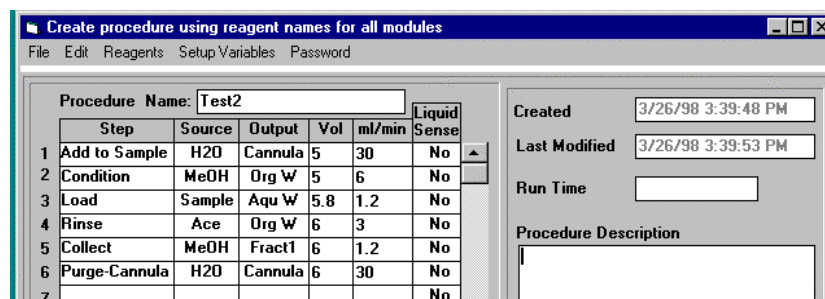 Create procedure using reagent names for all modules
File Edit Reagents Setup Variables Password
Procedure Name: Test2
Liquid Sense
Step Source Output Vol ml/min
1 Add to Sample H2O Cannula 5 30 No
2 Condition MeOH Org W 5 6 No
3 Load Sample Aqu W 5.8 1.2 No
4 Rinse Ace Org W 6 3 No
5 Collect MeOH Fract1 6 1.2 No
6 Purge-Cannula H2O Cannula 6 30 No
7 No
Created 3/26/98 3:39:48 PM
Last Modified 3/26/98 3:39:53 PM
Run Time
Procedure Description